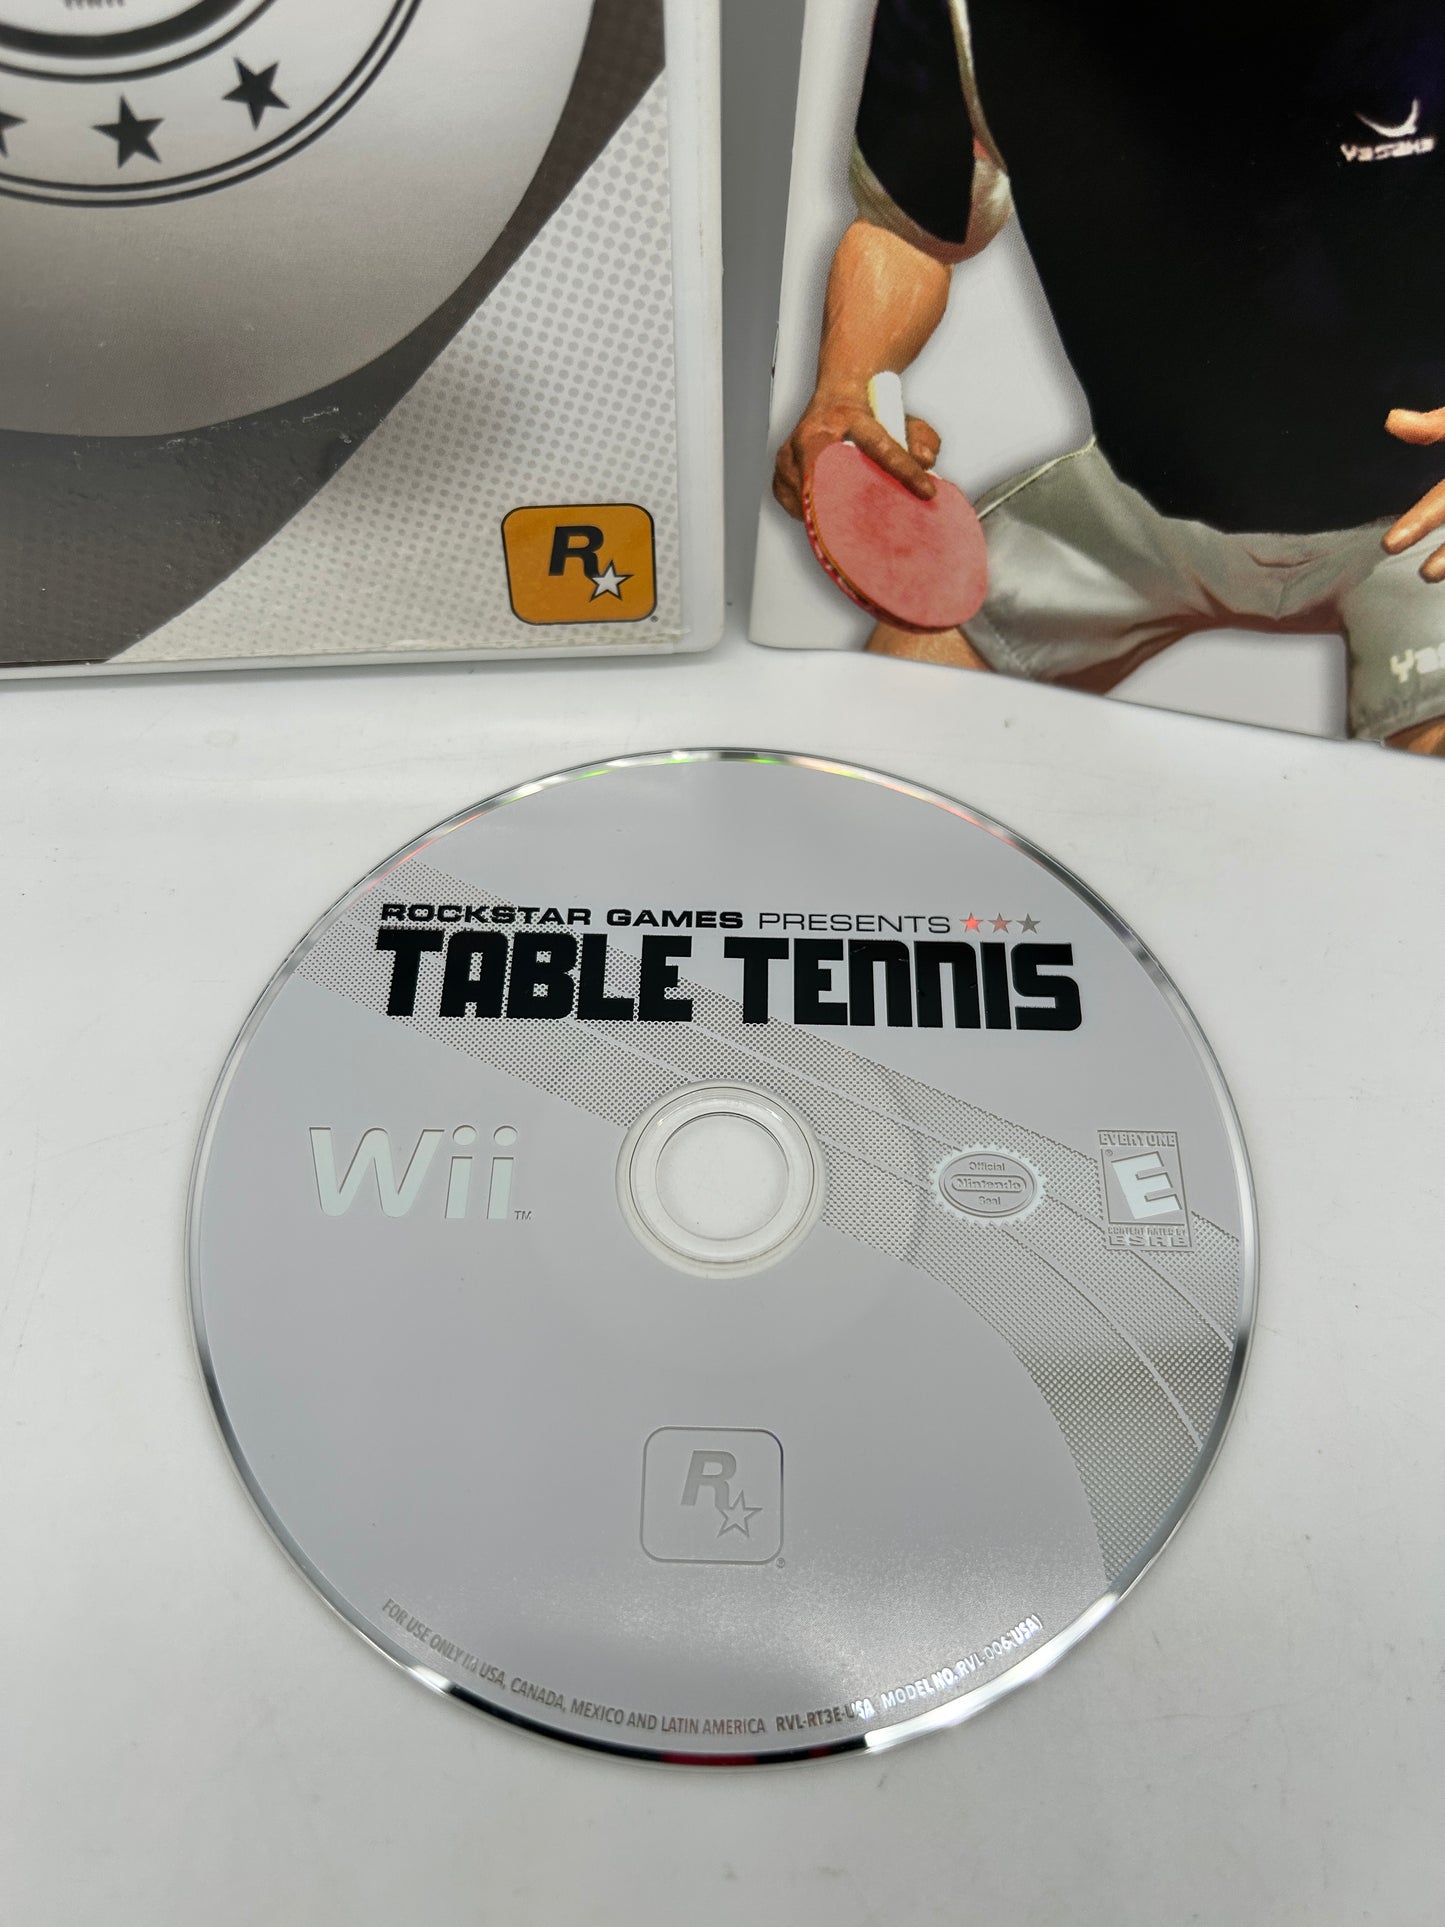 Yasaka
R
ROCKSTAR GAMES PRESENTS
TABLE TENNIS
Wii™
Official
Nintendo
Seal
EVERYONE
E
CONTENT RATED BY
ESRB
R
FOR USE ONLY IN USA, CANADA, MEXICO AND LATIN AMERICA RVL-RT3E-USA MODEL NO. RVL-006(USA)